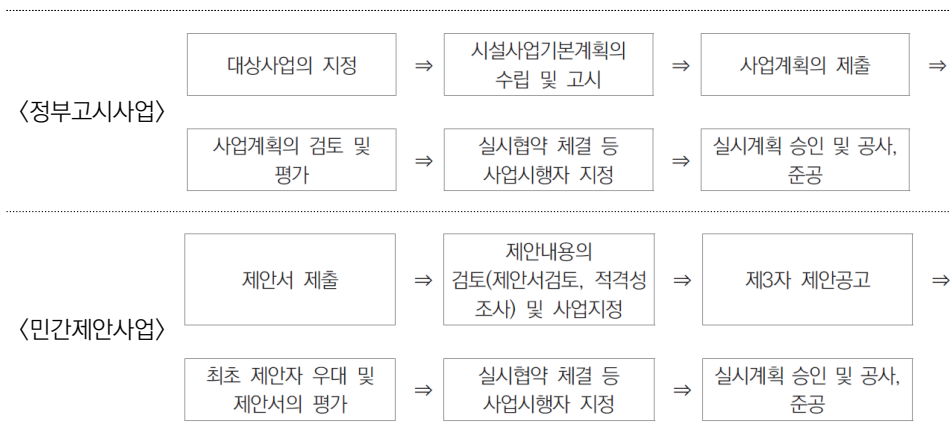 〈정부고시사업〉
대상사업의 지정
⇒
시설사업기본계획의
수립 및 고시
⇒
사업계획의 제출
⇒
사업계획의 검토 및
평가
⇒
실시협약 체결 등
사업시행자 지정
⇒
실시계획 승인 및 공사,
준공
〈민간제안사업〉
제안서 제출
⇒
제안내용의
검토(제안서검토, 적격성
조사) 및 사업지정
⇒
제3자 제안공고
⇒
최초 제안자 우대 및
제안서의 평가
⇒
실시협약 체결 등
사업시행자 지정
⇒
실시계획 승인 및 공사,
준공